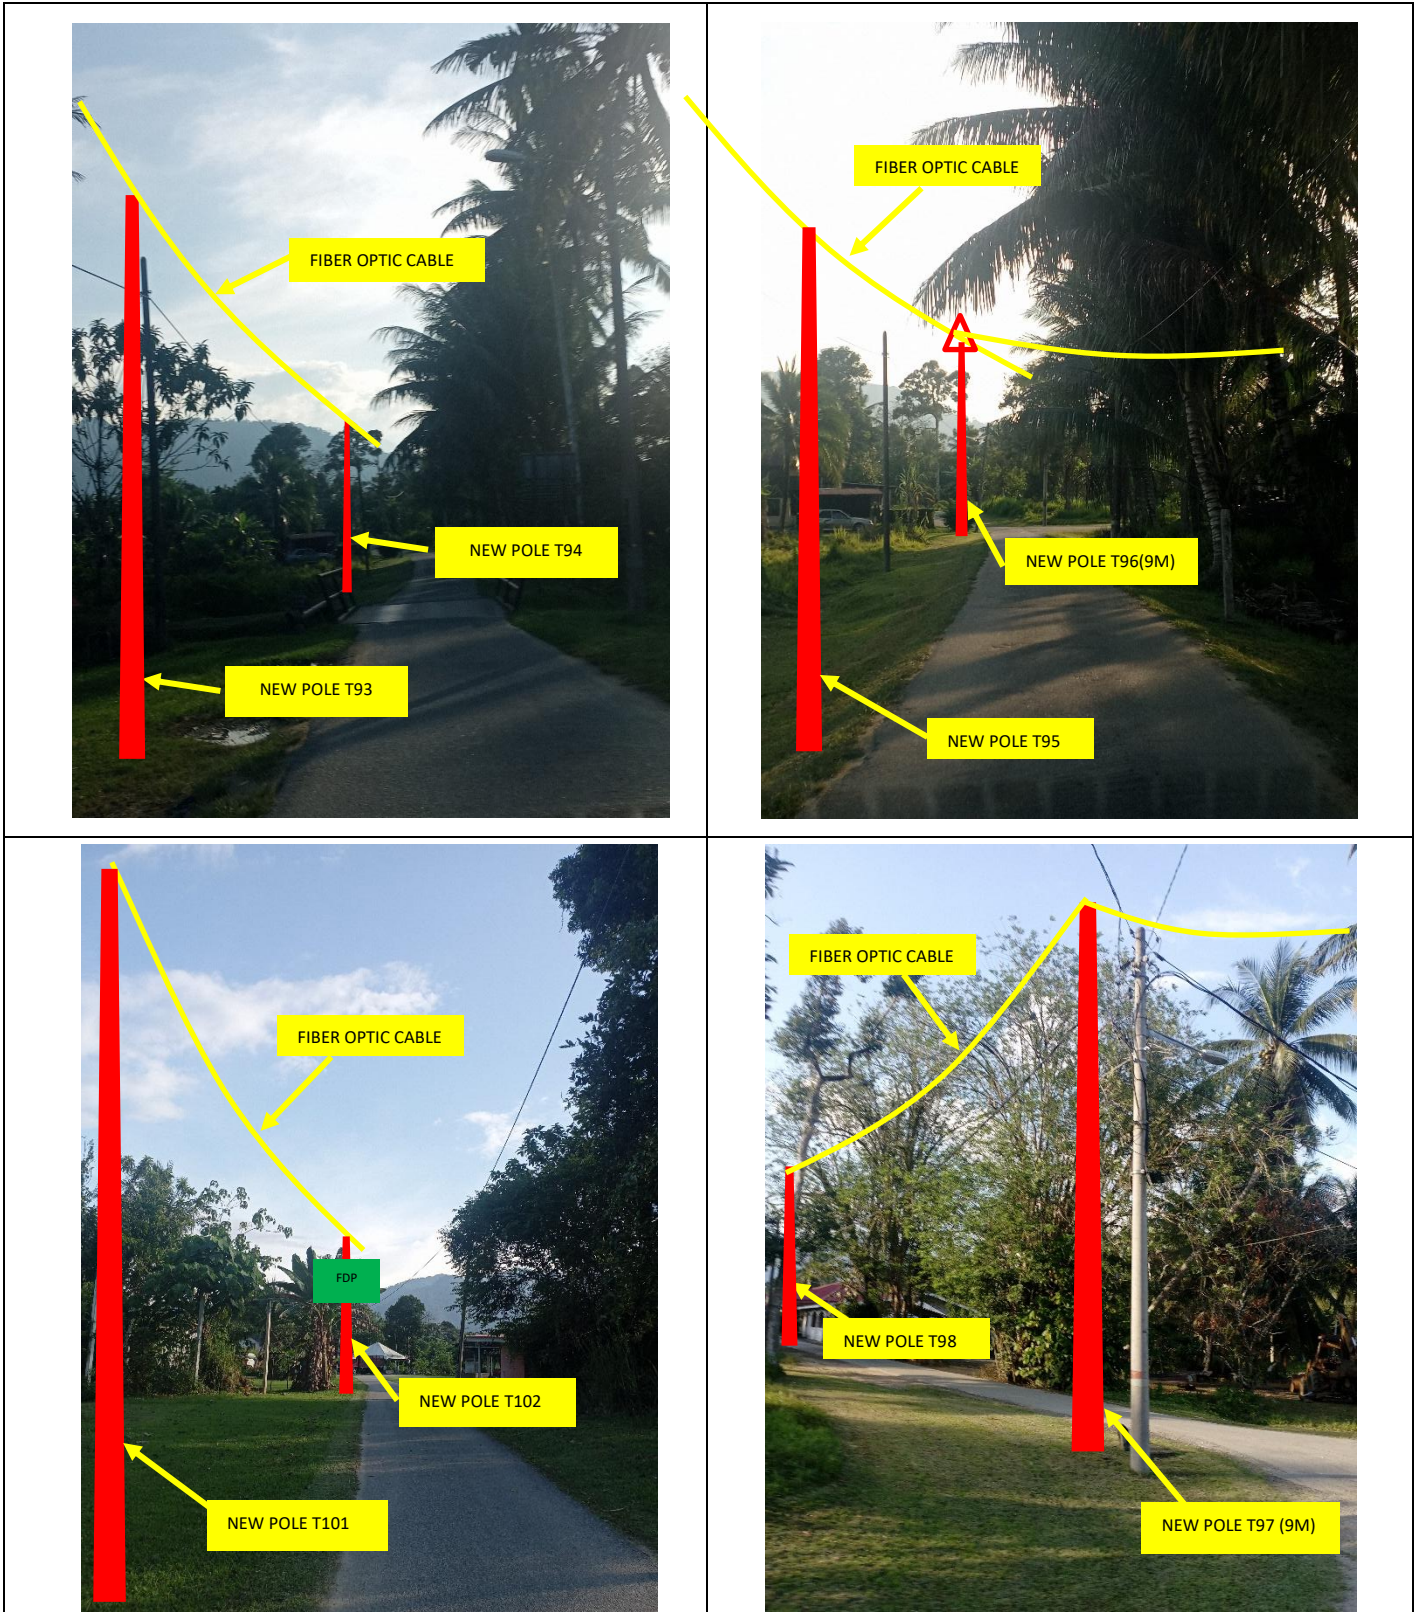 FIBER OPTIC CABLE
NEW POLE T94
NEW POLE T93
FIBER OPTIC CABLE
NEW POLE T96(9M)
NEW POLE T95
FIBER OPTIC CABLE
FDP
NEW POLE T102
NEW POLE T101
FIBER OPTIC CABLE
NEW POLE T98
NEW POLE T97 (9M)